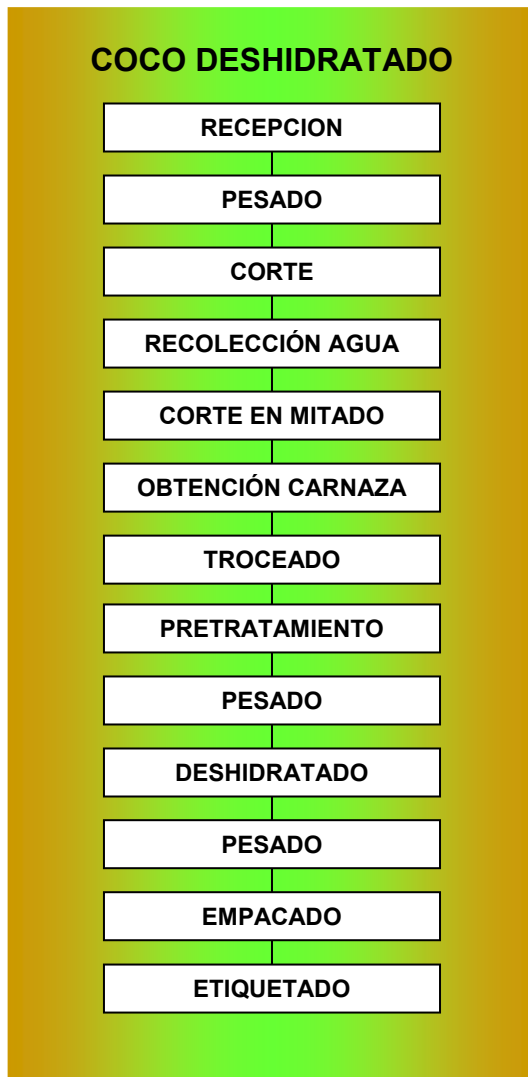 COCO DESHIDRATADO
RECEPCION
PESADO
CORTE
RECOLECCIÓN AGUA
CORTE EN MITADO
OBTENCIÓN CARNAZA
TROCEADO
PRETRATAMIENTO
PESADO
DESHIDRATADO
PESADO
EMPACADO
ETIQUETADO